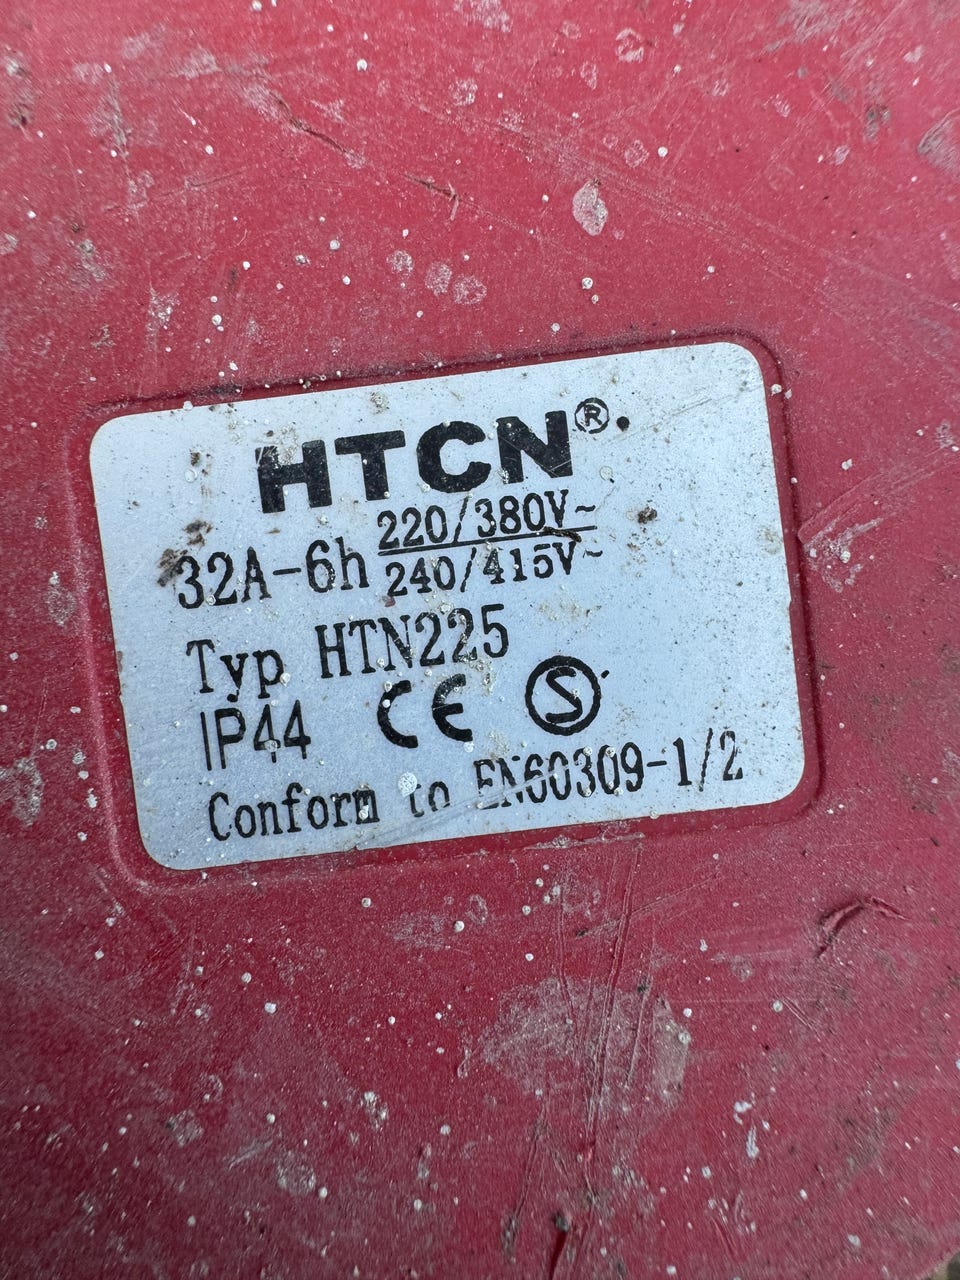 HTCN®
32A-6h 220/380V~
240/415V~
Typ HTN225
IP44 CE S
Conform to EN60309-1/2